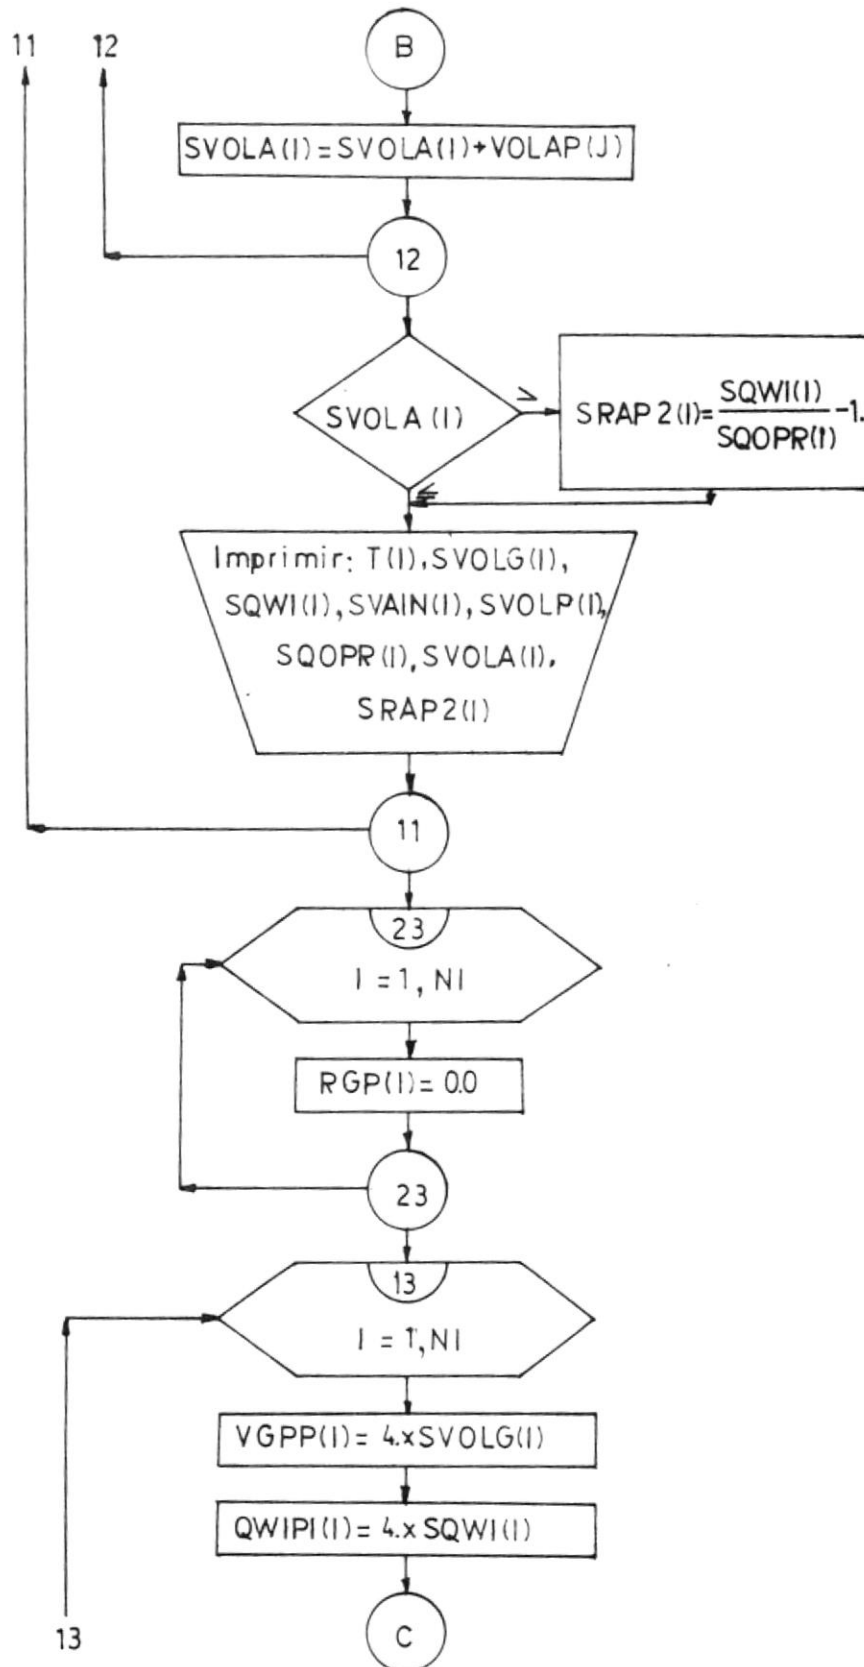 11
12
B
SVOLA(I)=SVOLA(I)+VOLAP(J)
12
SVOLA(I)
>
SRAP2(I)=SQWI(I)/SQOPR(I)-1.
≤
Imprimir: T(I),SVOLG(I),
SQWI(I),SVAIN(I),SVOLP(I),
SQOPR(I),SVOLA(I),
SRAP2(I)
11
23
I = 1, NI
RGP(I)= 0.0
23
13
I = 1, NI
VGPP(I)= 4.xSVOLG(I)
QWIPI(I)= 4.xSQWI(I)
13
C